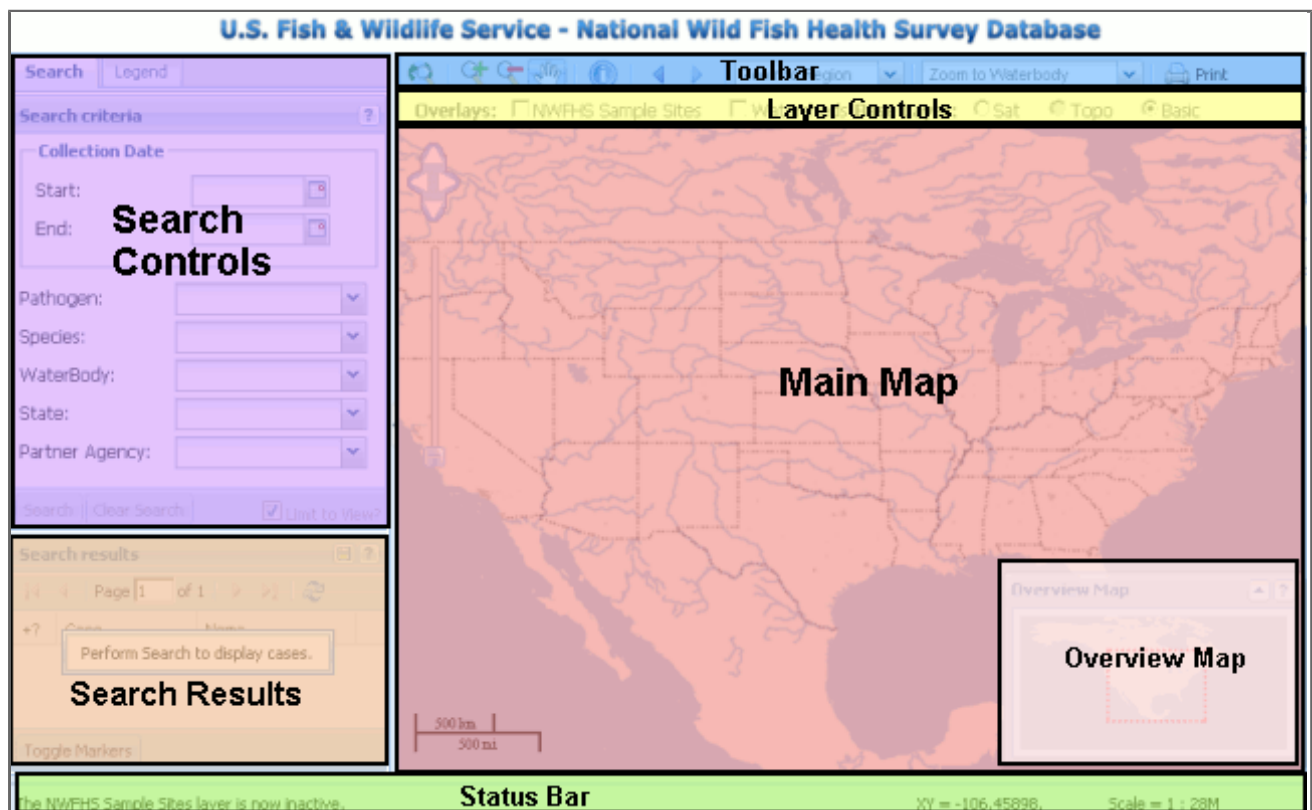 U.S. Fish & Wildlife Service - National Wild Fish Health Survey Database
Search Legend
Toolbar
Region
Zoom to Waterbody
Print
Search criteria ?
Overlays: NWFHS Sample Sites
Layer Controls
Sat Topo Basic
Collection Date
Start:
End:
Search
Controls
Pathogen:
Species:
WaterBody:
State:
Partner Agency:
Search Clear Search Limit to View?
Main Map
Search results ?
Page 1 of 1
+? Case Name
Perform Search to display cases.
Search Results
Toggle Markers
500 km
500 mi
Overview Map ?
Overview Map
The NWFHS Sample Sites layer is now inactive.
Status Bar
XY = -106.45898, Scale = 1 : 28M